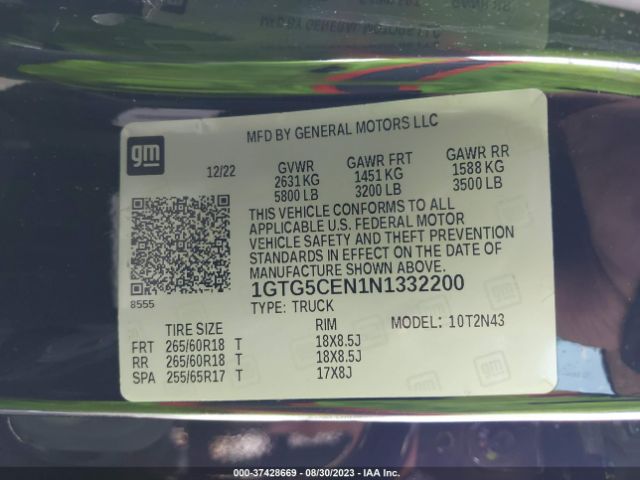 MFD BY GENERAL MOTORS LLC
gm
12/22
GVWR GAWR FRT GAWR RR
2631 KG 1451 KG 1588 KG
5800 LB 3200 LB 3500 LB
THIS VEHICLE CONFORMS TO ALL
APPLICABLE U.S. FEDERAL MOTOR
VEHICLE SAFETY AND THEFT PREVENTION
STANDARDS IN EFFECT ON THE DATE OF
MANUFACTURE SHOWN ABOVE.
8555
1GTG5CEN1N1332200
TYPE: TRUCK
MODEL: 10T2N43
TIRE SIZE RIM
FRT 265/60R18 T 18X8.5J
RR 265/60R18 T 18X8.5J
SPA 255/65R17 T 17X8J
000-37428669 — 08/30/2023 — IAA Inc.